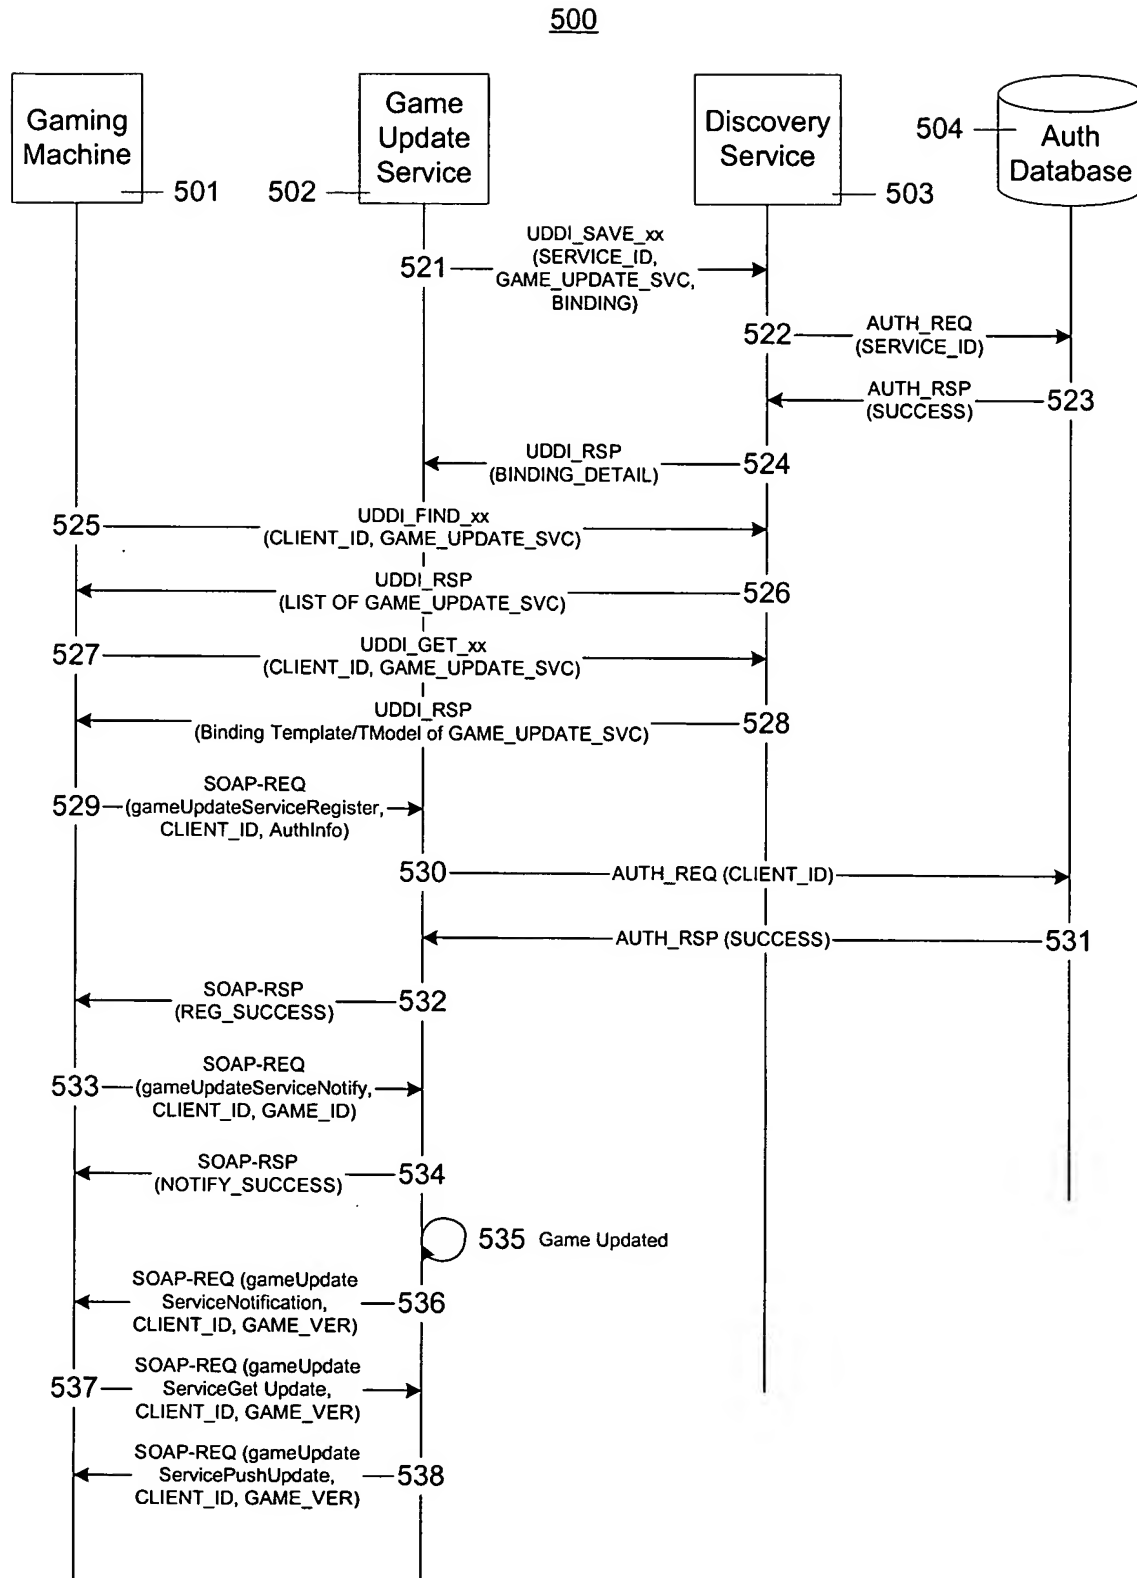 500
Gaming
Machine
501
Game
Update
Service
502
Discovery
Service
503
504
Auth
Database
521
UDDI_SAVE_xx
(SERVICE_ID,
GAME_UPDATE_SVC,
BINDING)
522
AUTH_REQ
(SERVICE_ID)
AUTH_RSP
(SUCCESS)
523
UDDI_RSP
(BINDING_DETAIL)
524
525
UDDI_FIND_xx
(CLIENT_ID, GAME_UPDATE_SVC)
UDDI_RSP
(LIST OF GAME_UPDATE_SVC)
526
527
UDDI_GET_xx
(CLIENT_ID, GAME_UPDATE_SVC)
UDDI_RSP
(Binding Template/TModel of GAME_UPDATE_SVC)
528
529
SOAP-REQ
(gameUpdateServiceRegister,
CLIENT_ID, AuthInfo)
530
AUTH_REQ (CLIENT_ID)
AUTH_RSP (SUCCESS)
531
SOAP-RSP
(REG_SUCCESS)
532
533
SOAP-REQ
(gameUpdateServiceNotify,
CLIENT_ID, GAME_ID)
SOAP-RSP
(NOTIFY_SUCCESS)
534
535 Game Updated
SOAP-REQ (gameUpdate
ServiceNotification,
CLIENT_ID, GAME_VER)
536
537
SOAP-REQ (gameUpdate
ServiceGet Update,
CLIENT_ID, GAME_VER)
SOAP-REQ (gameUpdate
ServicePushUpdate,
CLIENT_ID, GAME_VER)
538